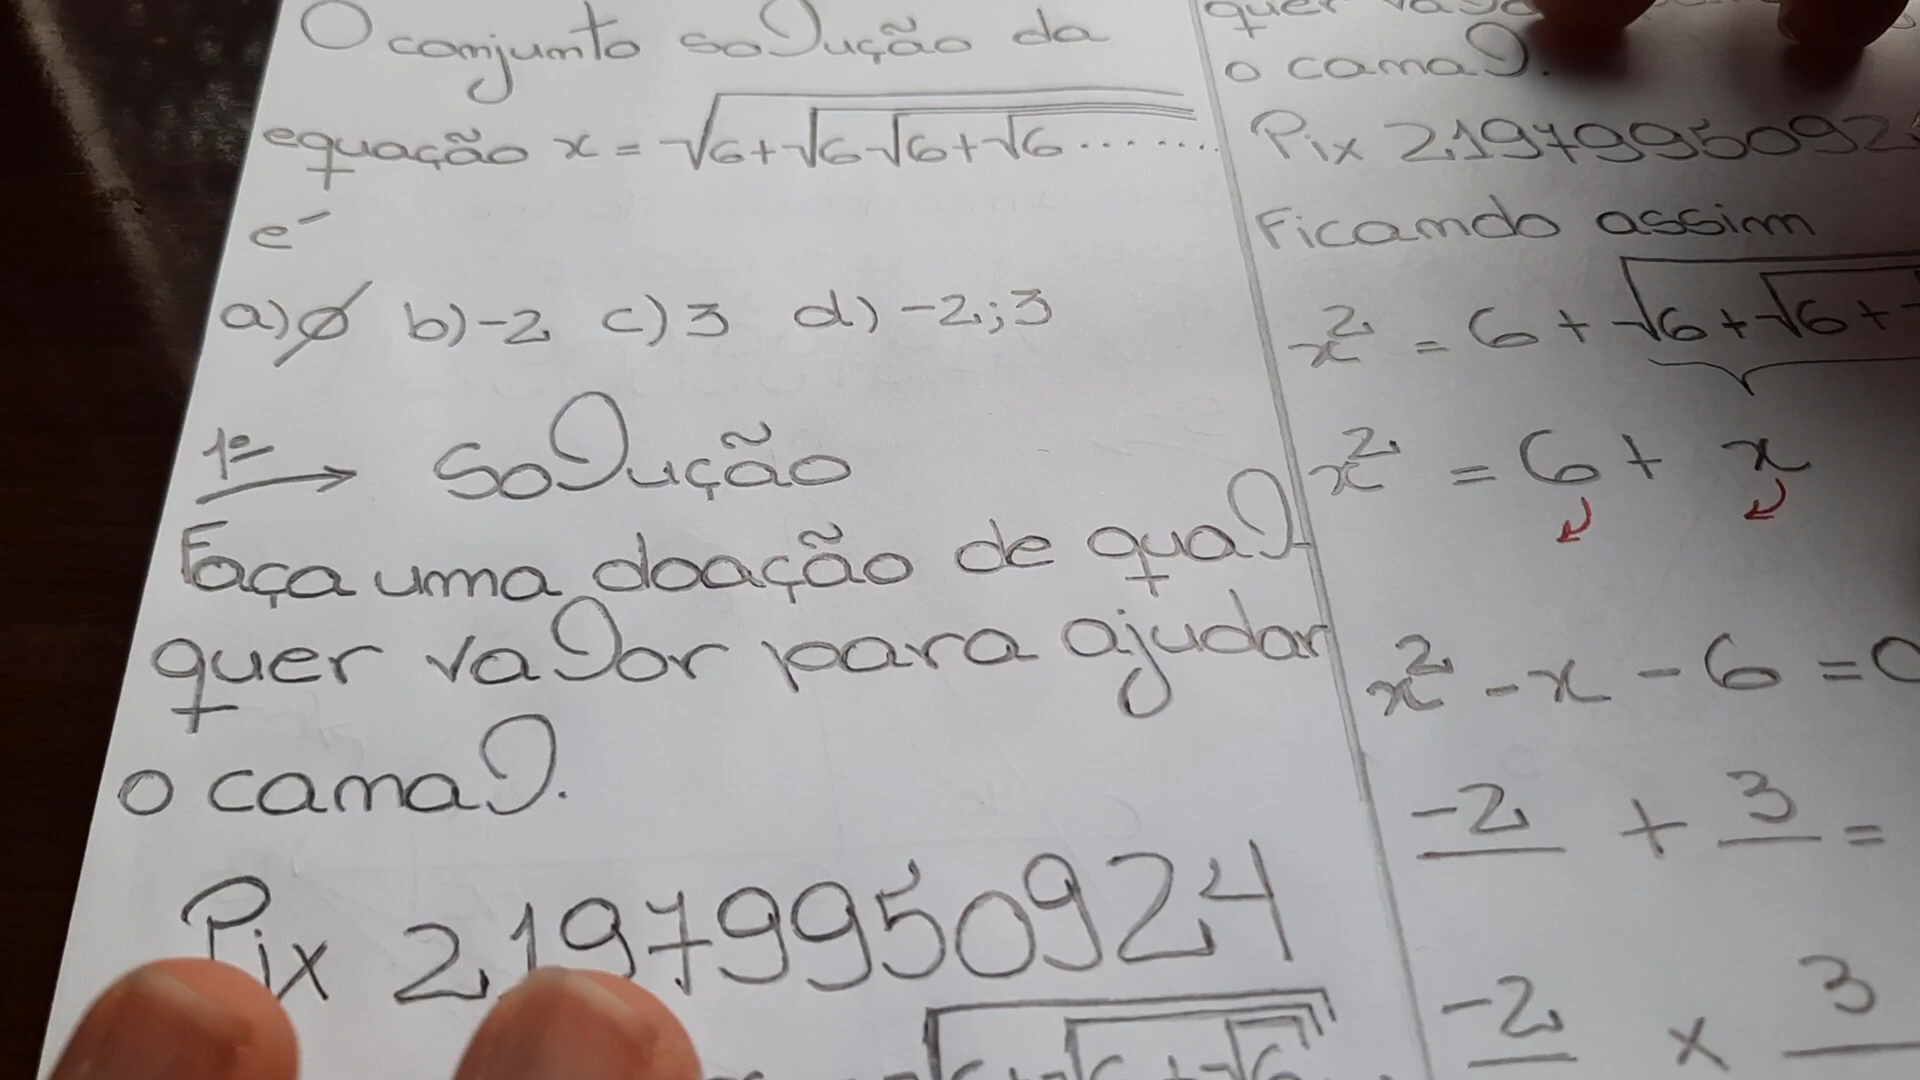 O conjunto solução da
equação x = √6+√6√6+√6.......
é
a) ∅ b) -2 c) 3 d) -2;3
1º → solução
Faça uma doação de qual-
quer valor para ajudar
o canal.
Pix 21979950924
o canal.
Pix 2197995092
Ficando assim
x² = 6 + √6 + √6 +
x² = 6 + x
x² - x - 6 = 0
-2 + 3 =
-2 x 3